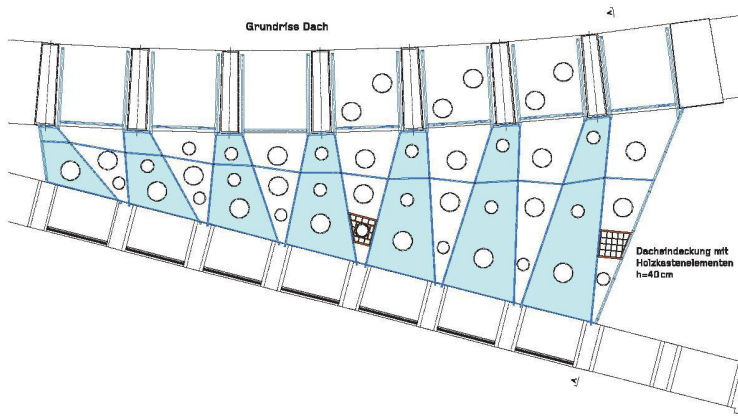 A
Grundriss Dach
Dacheindeckung mit
Holzkastenelementen
h=40cm
A